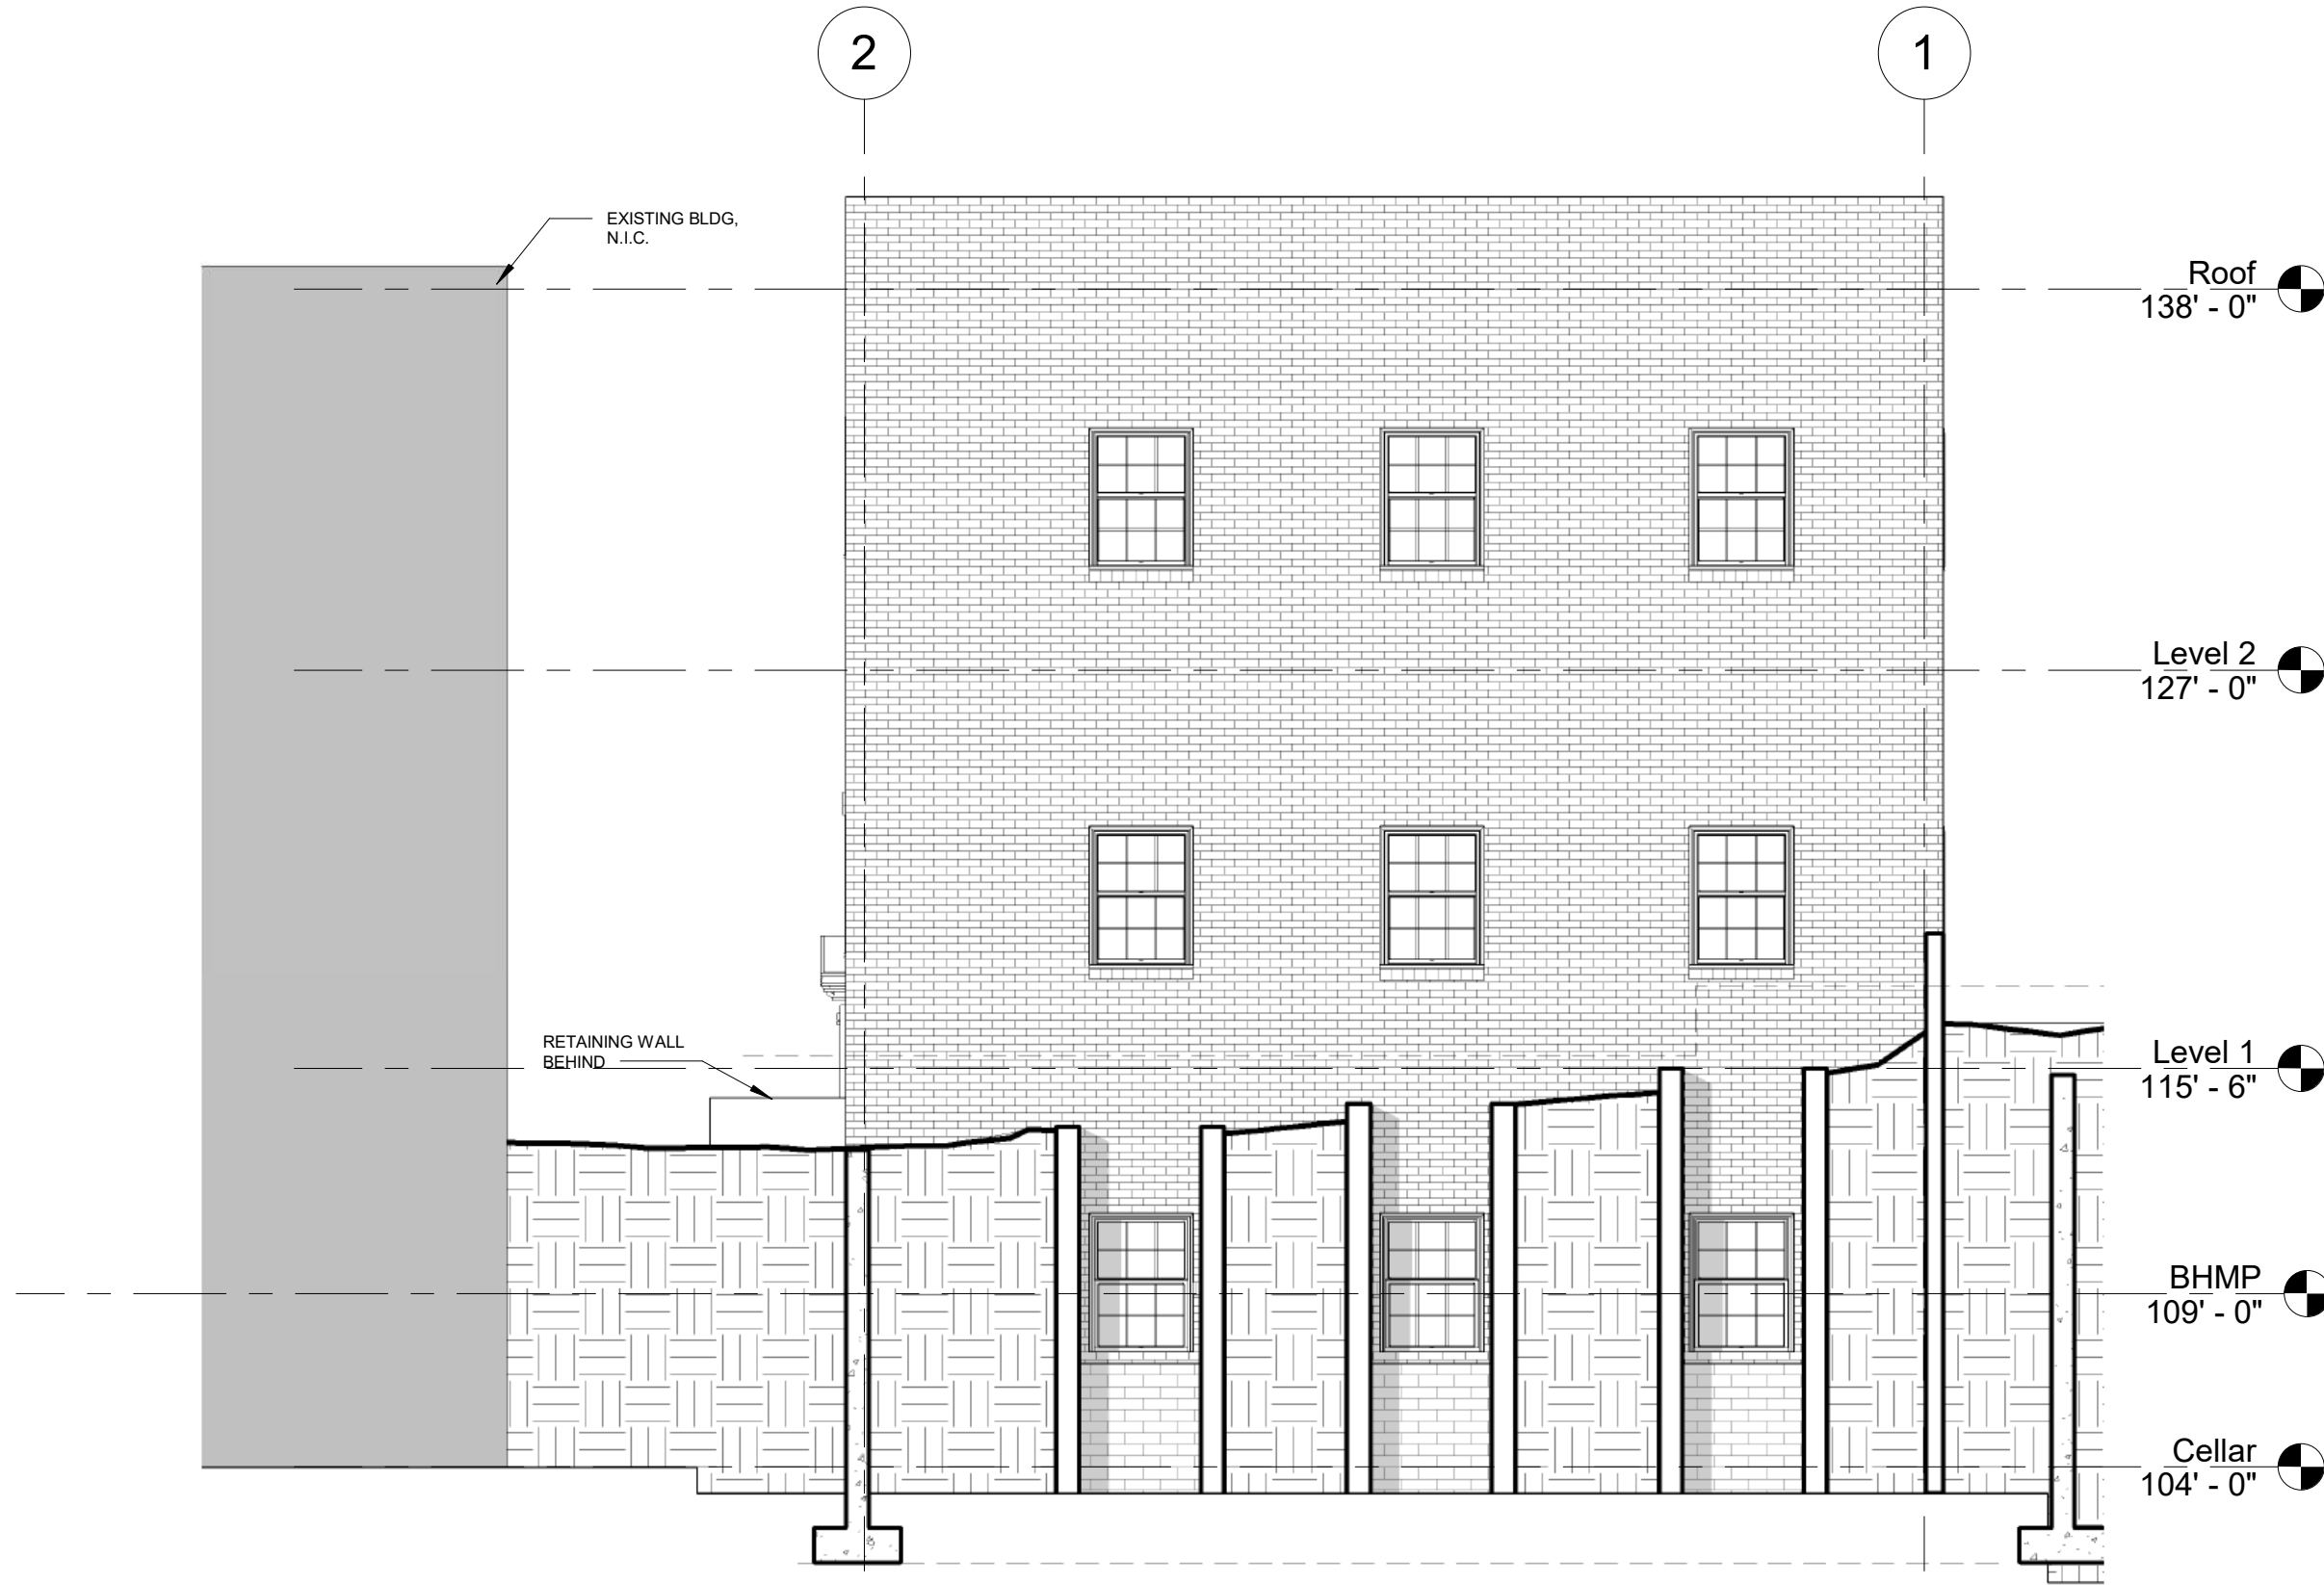 2
1
EXISTING BLDG,
N.I.C.
Roof
138' - 0"
Level 2
127' - 0"
RETAINING WALL
BEHIND
Level 1
115' - 6"
BHMP
109' - 0"
Cellar
104' - 0"